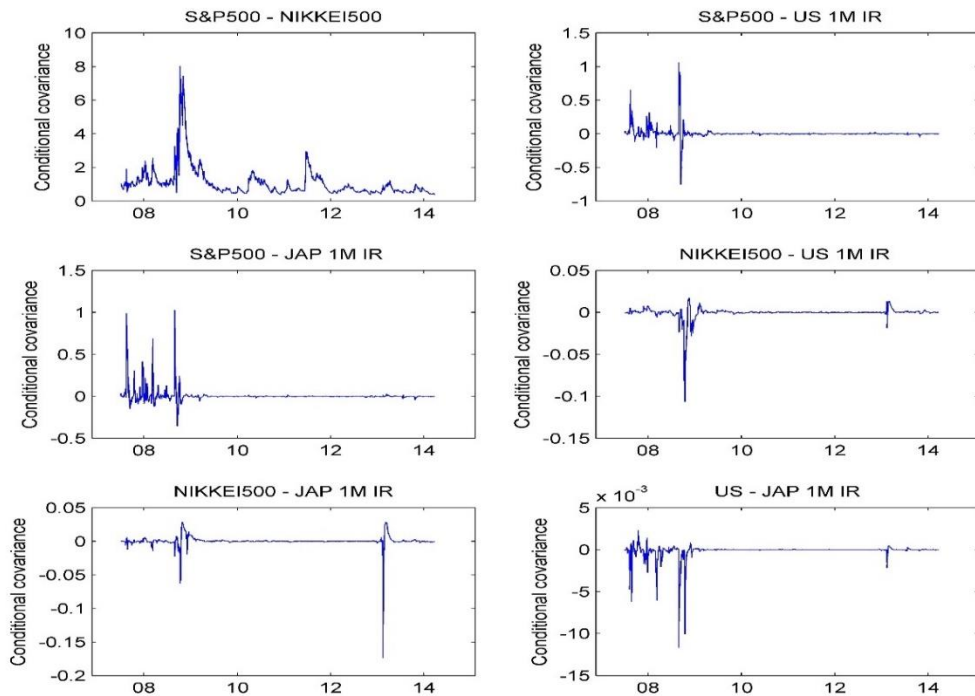 S&P500 - NIKKEI500
Conditional covariance
10
8
6
4
2
0
08 10 12 14
S&P500 - US 1M IR
Conditional covariance
1.5
1
0.5
0
-0.5
-1
08 10 12 14
S&P500 - JAP 1M IR
Conditional covariance
1.5
1
0.5
0
-0.5
08 10 12 14
NIKKEI500 - US 1M IR
Conditional covariance
0.05
0
-0.05
-0.1
-0.15
08 10 12 14
NIKKEI500 - JAP 1M IR
Conditional covariance
0.05
0
-0.05
-0.1
-0.15
-0.2
08 10 12 14
US - JAP 1M IR
× 10⁻³
Conditional covariance
5
0
-5
-10
-15
08 10 12 14